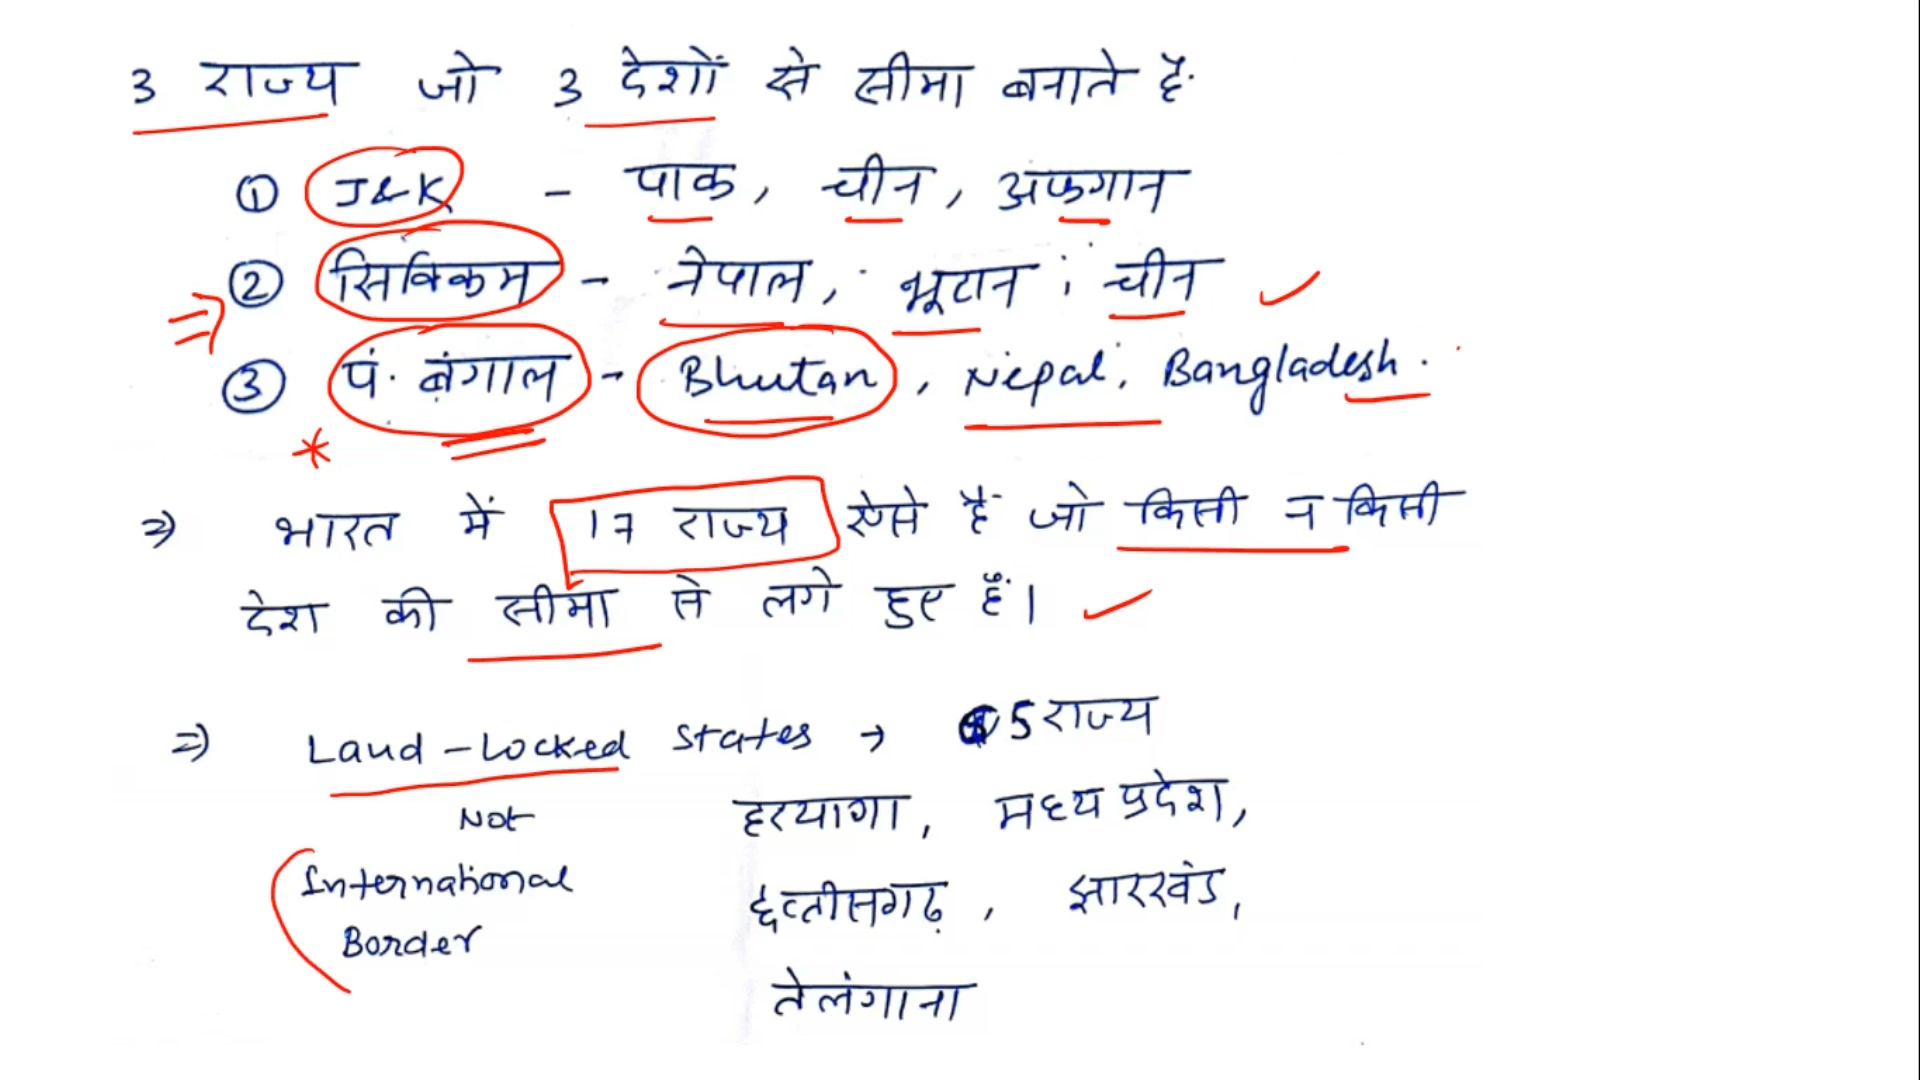 3 राज्य जो 3 देशों से सीमा बनाते हैं
① J&K - पाक, चीन, अफगान
② सिक्किम - नेपाल, भूटान, चीन
③ पं. बंगाल - Bhutan, Nepal, Bangladesh.
⇒ भारत में 17 राज्य ऐसे हैं जो किसी न किसी
देश की सीमा से लगे हुए हैं।
⇒ Land-Locked States → 5 राज्य
Not हरयाणा, मध्य प्रदेश,
International छत्तीसगढ़, झारखंड,
Border
तेलंगाना